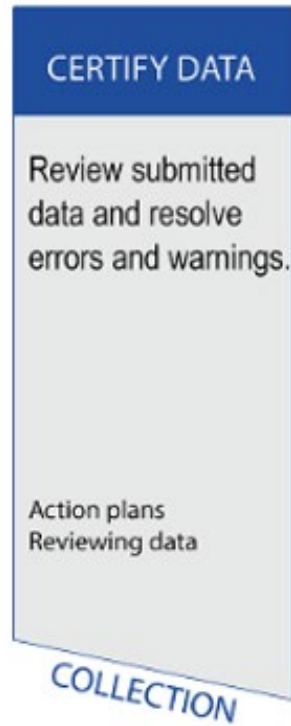 CERTIFY DATA
Review submitted
data and resolve
errors and warnings.
Action plans
Reviewing data
COLLECTION